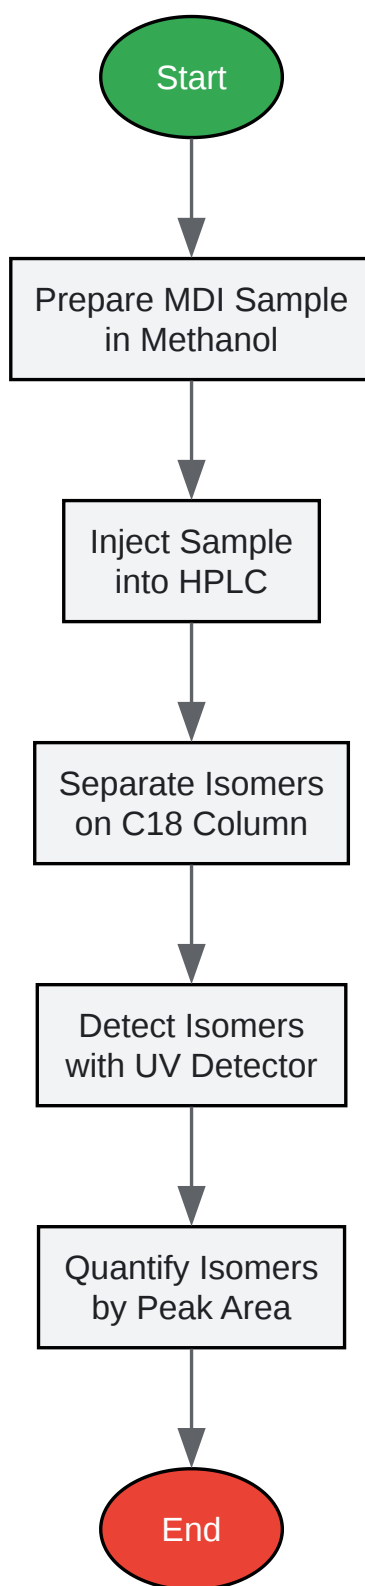 Start
Prepare MDI Sample
in Methanol
Inject Sample
into HPLC
Separate Isomers
on C18 Column
Detect Isomers
with UV Detector
Quantify Isomers
by Peak Area
End